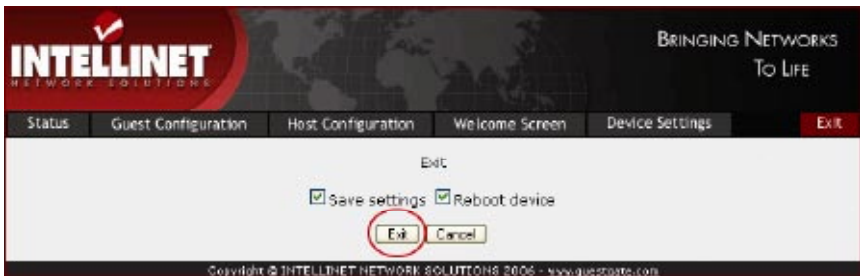 INTELLINET
NETWORK SOLUTIONS
BRINGING NETWORKS
TO LIFE
Status Guest Configuration Host Configuration Welcome Screen Device Settings Exit
Exit
Save settings Reboot device
Exit Cancel
Copyright @ INTELLINET NETWORK SOLUTIONS 2006 - www.guestgate.com